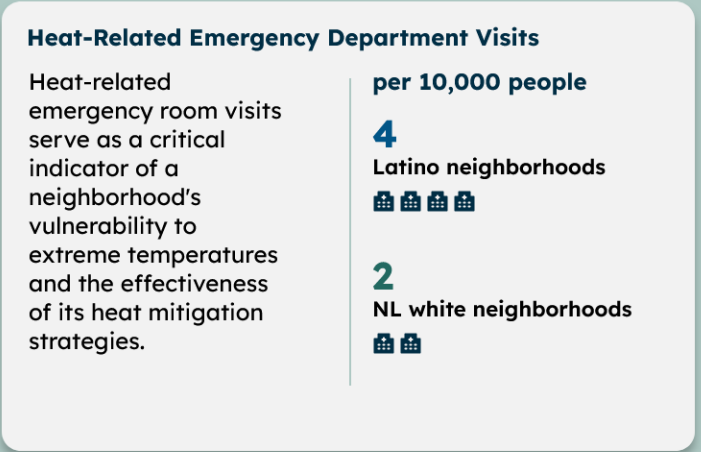 Heat-Related Emergency Department Visits
Heat-related
emergency room visits
serve as a critical
indicator of a
neighborhood's
vulnerability to
extreme temperatures
and the effectiveness
of its heat mitigation
strategies.
per 10,000 people
4
Latino neighborhoods
2
NL white neighborhoods